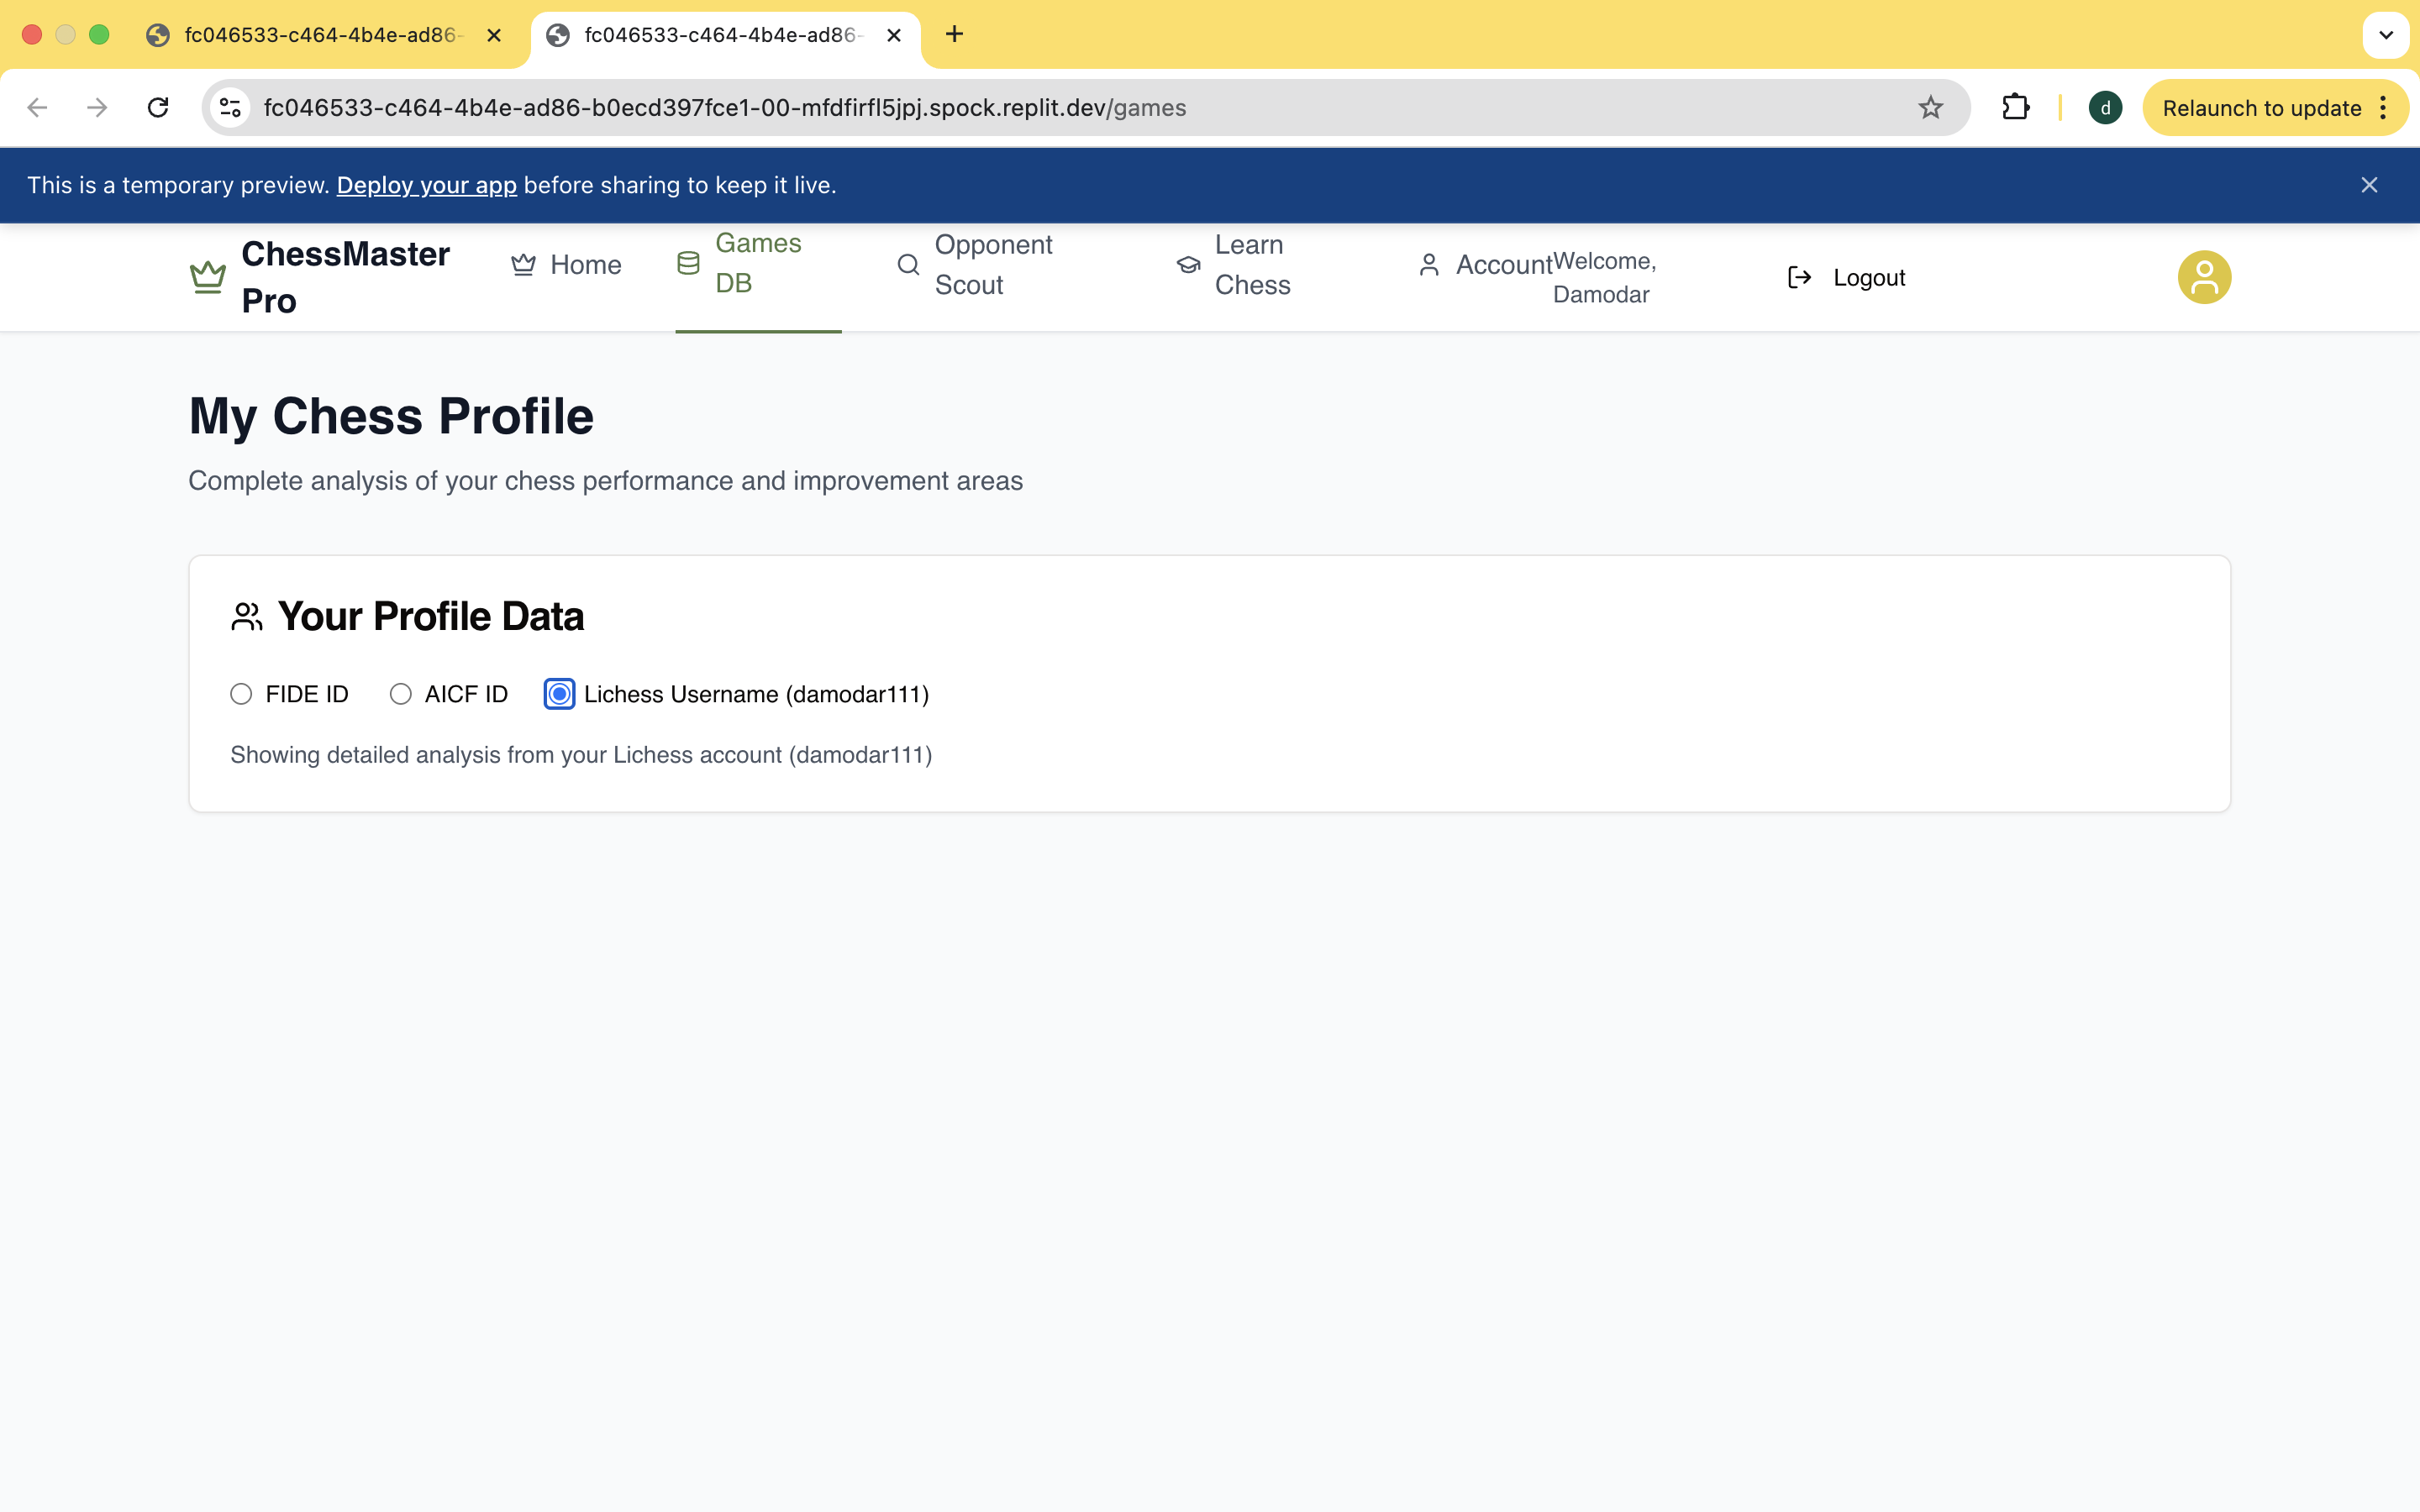 fc046533-c464-4b4e-ad86-
fc046533-c464-4b4e-ad86-
fc046533-c464-4b4e-ad86-b0ecd397fce1-00-mfdfirfl5jpj.spock.replit.dev/games
d
Relaunch to update
This is a temporary preview. Deploy your app before sharing to keep it live.
ChessMaster
Pro
Home
Games
DB
Opponent
Scout
Learn
Chess
Account
Welcome,
Damodar
Logout
My Chess Profile
Complete analysis of your chess performance and improvement areas
Your Profile Data
FIDE ID
AICF ID
Lichess Username (damodar111)
Showing detailed analysis from your Lichess account (damodar111)